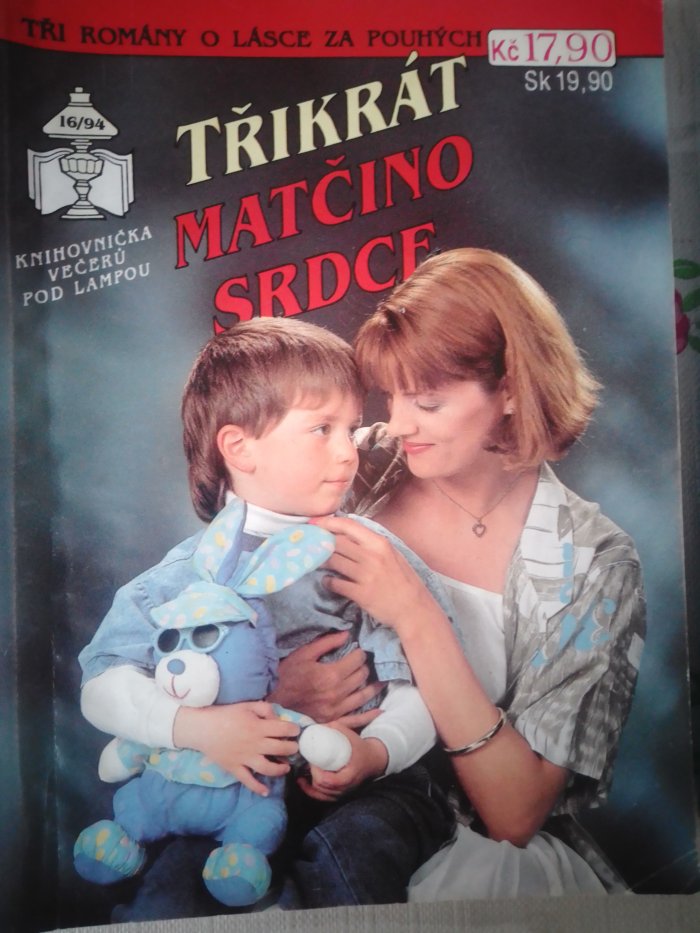 TŘI ROMÁNY O LÁSCE ZA POUHÝCH
Kč 17,90
Sk 19,90
16/94
KNIHOVNIČKA
VEČERŮ
POD LAMPOU
TŘIKRÁT
MATČINO
SRDCE